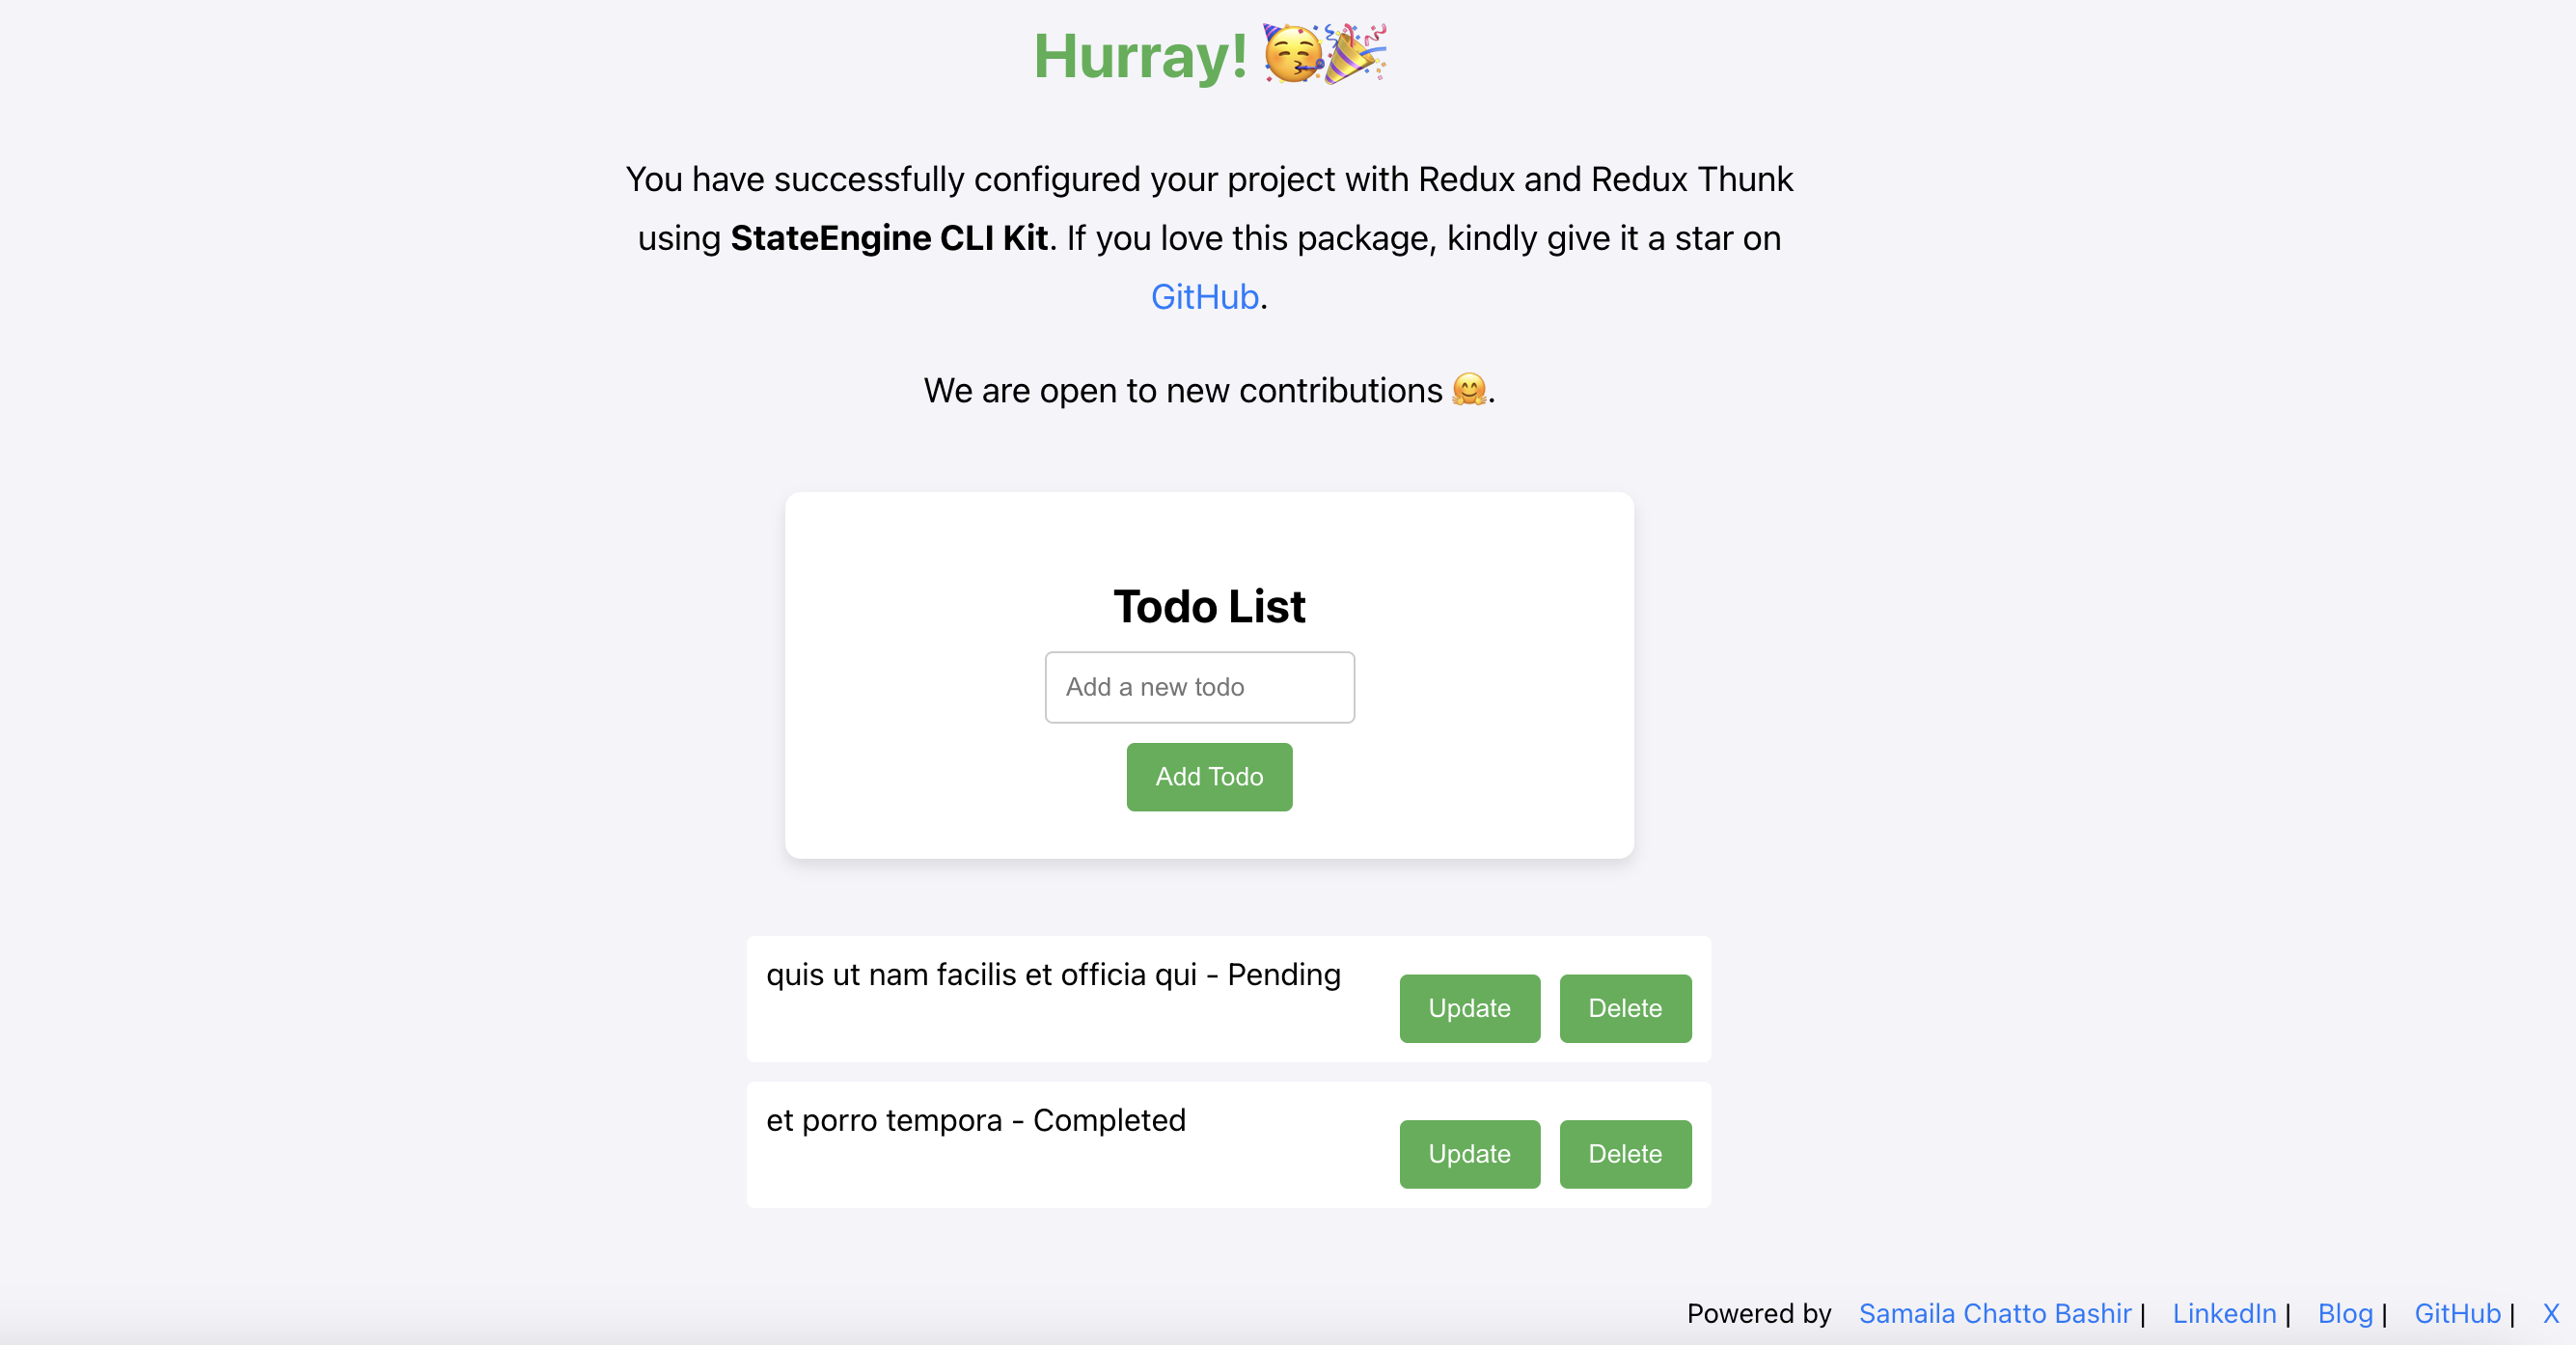 Hurray! 🥳🎉
You have successfully configured your project with Redux and Redux Thunk
using StateEngine CLI Kit. If you love this package, kindly give it a star on
GitHub.
We are open to new contributions 🤗.
Todo List
Add a new todo
Add Todo
quis ut nam facilis et officia qui - Pending
Update Delete
et porro tempora - Completed
Update Delete
Powered by Samaila Chatto Bashir | LinkedIn | Blog | GitHub | X